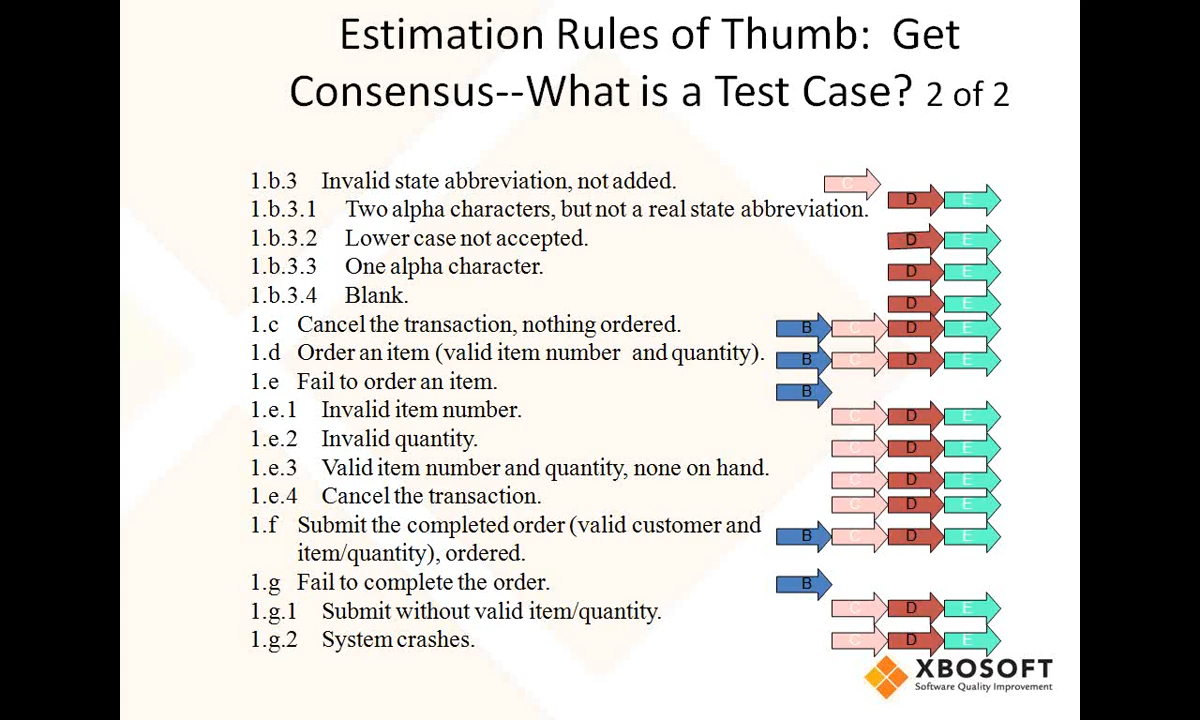 Estimation Rules of Thumb:  Get
Consensus--What is a Test Case? 2 of 2
1.b.3 Invalid state abbreviation, not added. C
1.b.3.1 Two alpha characters, but not a real state abbreviation. D E
1.b.3.2 Lower case not accepted. D E
1.b.3.3 One alpha character. D E
1.b.3.4 Blank. D E
1.c Cancel the transaction, nothing ordered. B C D E
1.d Order an item (valid item number and quantity). B C D E
1.e Fail to order an item. B
1.e.1 Invalid item number. C D E
1.e.2 Invalid quantity. C D E
1.e.3 Valid item number and quantity, none on hand. C D E
1.e.4 Cancel the transaction. C D E
1.f Submit the completed order (valid customer and
item/quantity), ordered. B C D E
1.g Fail to complete the order. B
1.g.1 Submit without valid item/quantity. C D E
1.g.2 System crashes. C D E
XBOSOFT
Software Quality Improvement